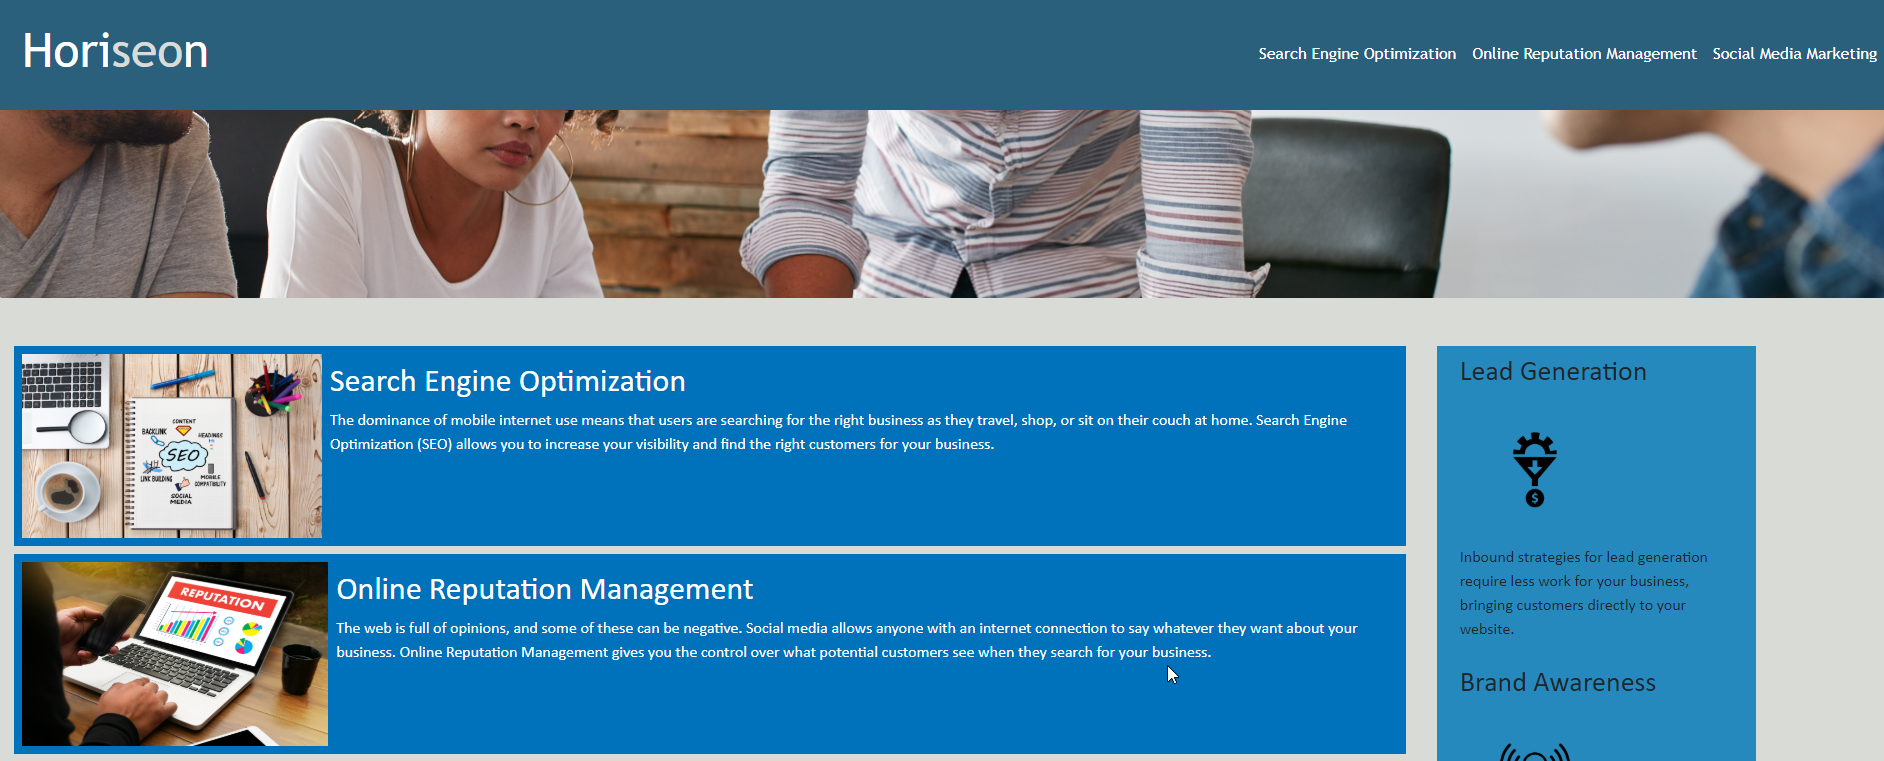 Horiseon
Search Engine Optimization Online Reputation Management Social Media Marketing
Search Engine Optimization
The dominance of mobile internet use means that users are searching for the right business as they travel, shop, or sit on their couch at home. Search Engine
Optimization (SEO) allows you to increase your visibility and find the right customers for your business.
CONTENT
BACKLINK
HEADINGS
SEO
LINK BUILDING
MOBILE
COMPATIBILITY
SOCIAL
MEDIA
Online Reputation Management
The web is full of opinions, and some of these can be negative. Social media allows anyone with an internet connection to say whatever they want about your
business. Online Reputation Management gives you the control over what potential customers see when they search for your business.
REPUTATION
Lead Generation
$
Inbound strategies for lead generation
require less work for your business,
bringing customers directly to your
website.
Brand Awareness